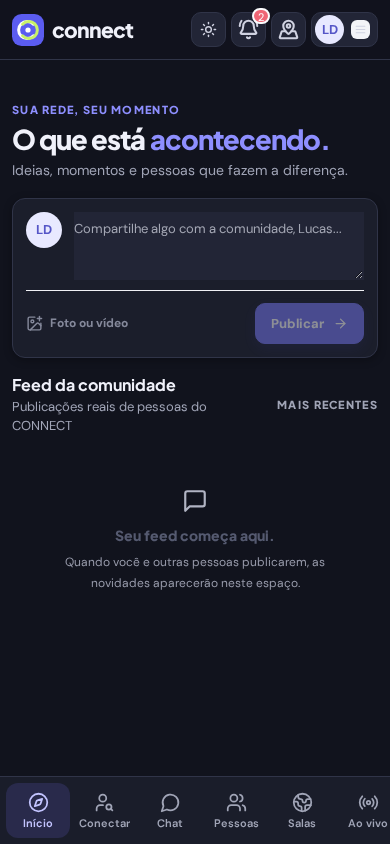 connect
2
LD
SUA REDE, SEU MOMENTO
O que está acontecendo.
Ideias, momentos e pessoas que fazem a diferença.
LD
Compartilhe algo com a comunidade, Lucas...
Foto ou vídeo
Publicar
Feed da comunidade
Publicações reais de pessoas do
CONNECT
MAIS RECENTES
Seu feed começa aqui.
Quando você e outras pessoas publicarem, as
novidades aparecerão neste espaço.
Início
Conectar
Chat
Pessoas
Salas
Ao vivo